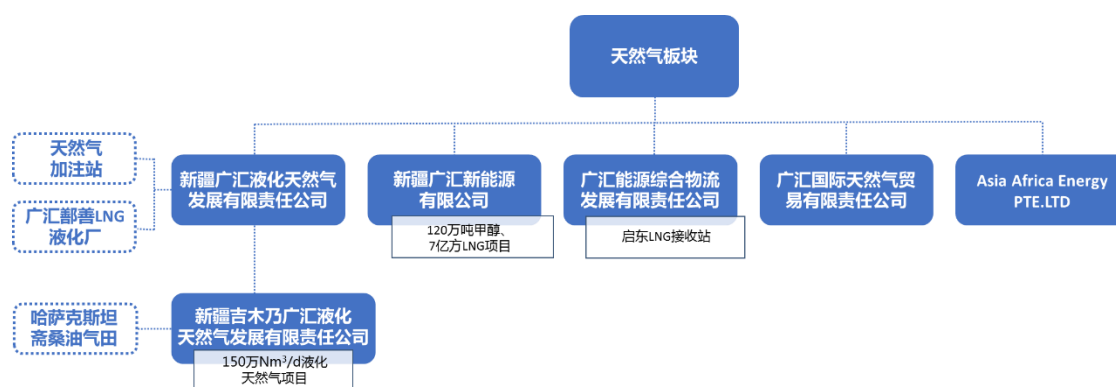 天然气板块
天然气
加注站
广汇鄯善LNG
液化厂
新疆广汇液化天然气
发展有限责任公司
新疆广汇新能源
有限公司
120万吨甲醇、
7亿方LNG项目
广汇能源综合物流
发展有限责任公司
启东LNG接收站
广汇国际天然气贸
易有限责任公司
Asia Africa Energy
PTE.LTD
哈萨克斯坦
斋桑油气田
新疆吉木乃广汇液化
天然气发展有限责任公司
150万Nm³/d液化
天然气项目